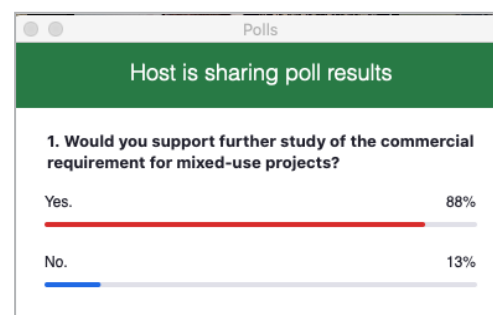 Polls
Host is sharing poll results
1. Would you support further study of the commercial
requirement for mixed-use projects?
Yes. 88%
No. 13%